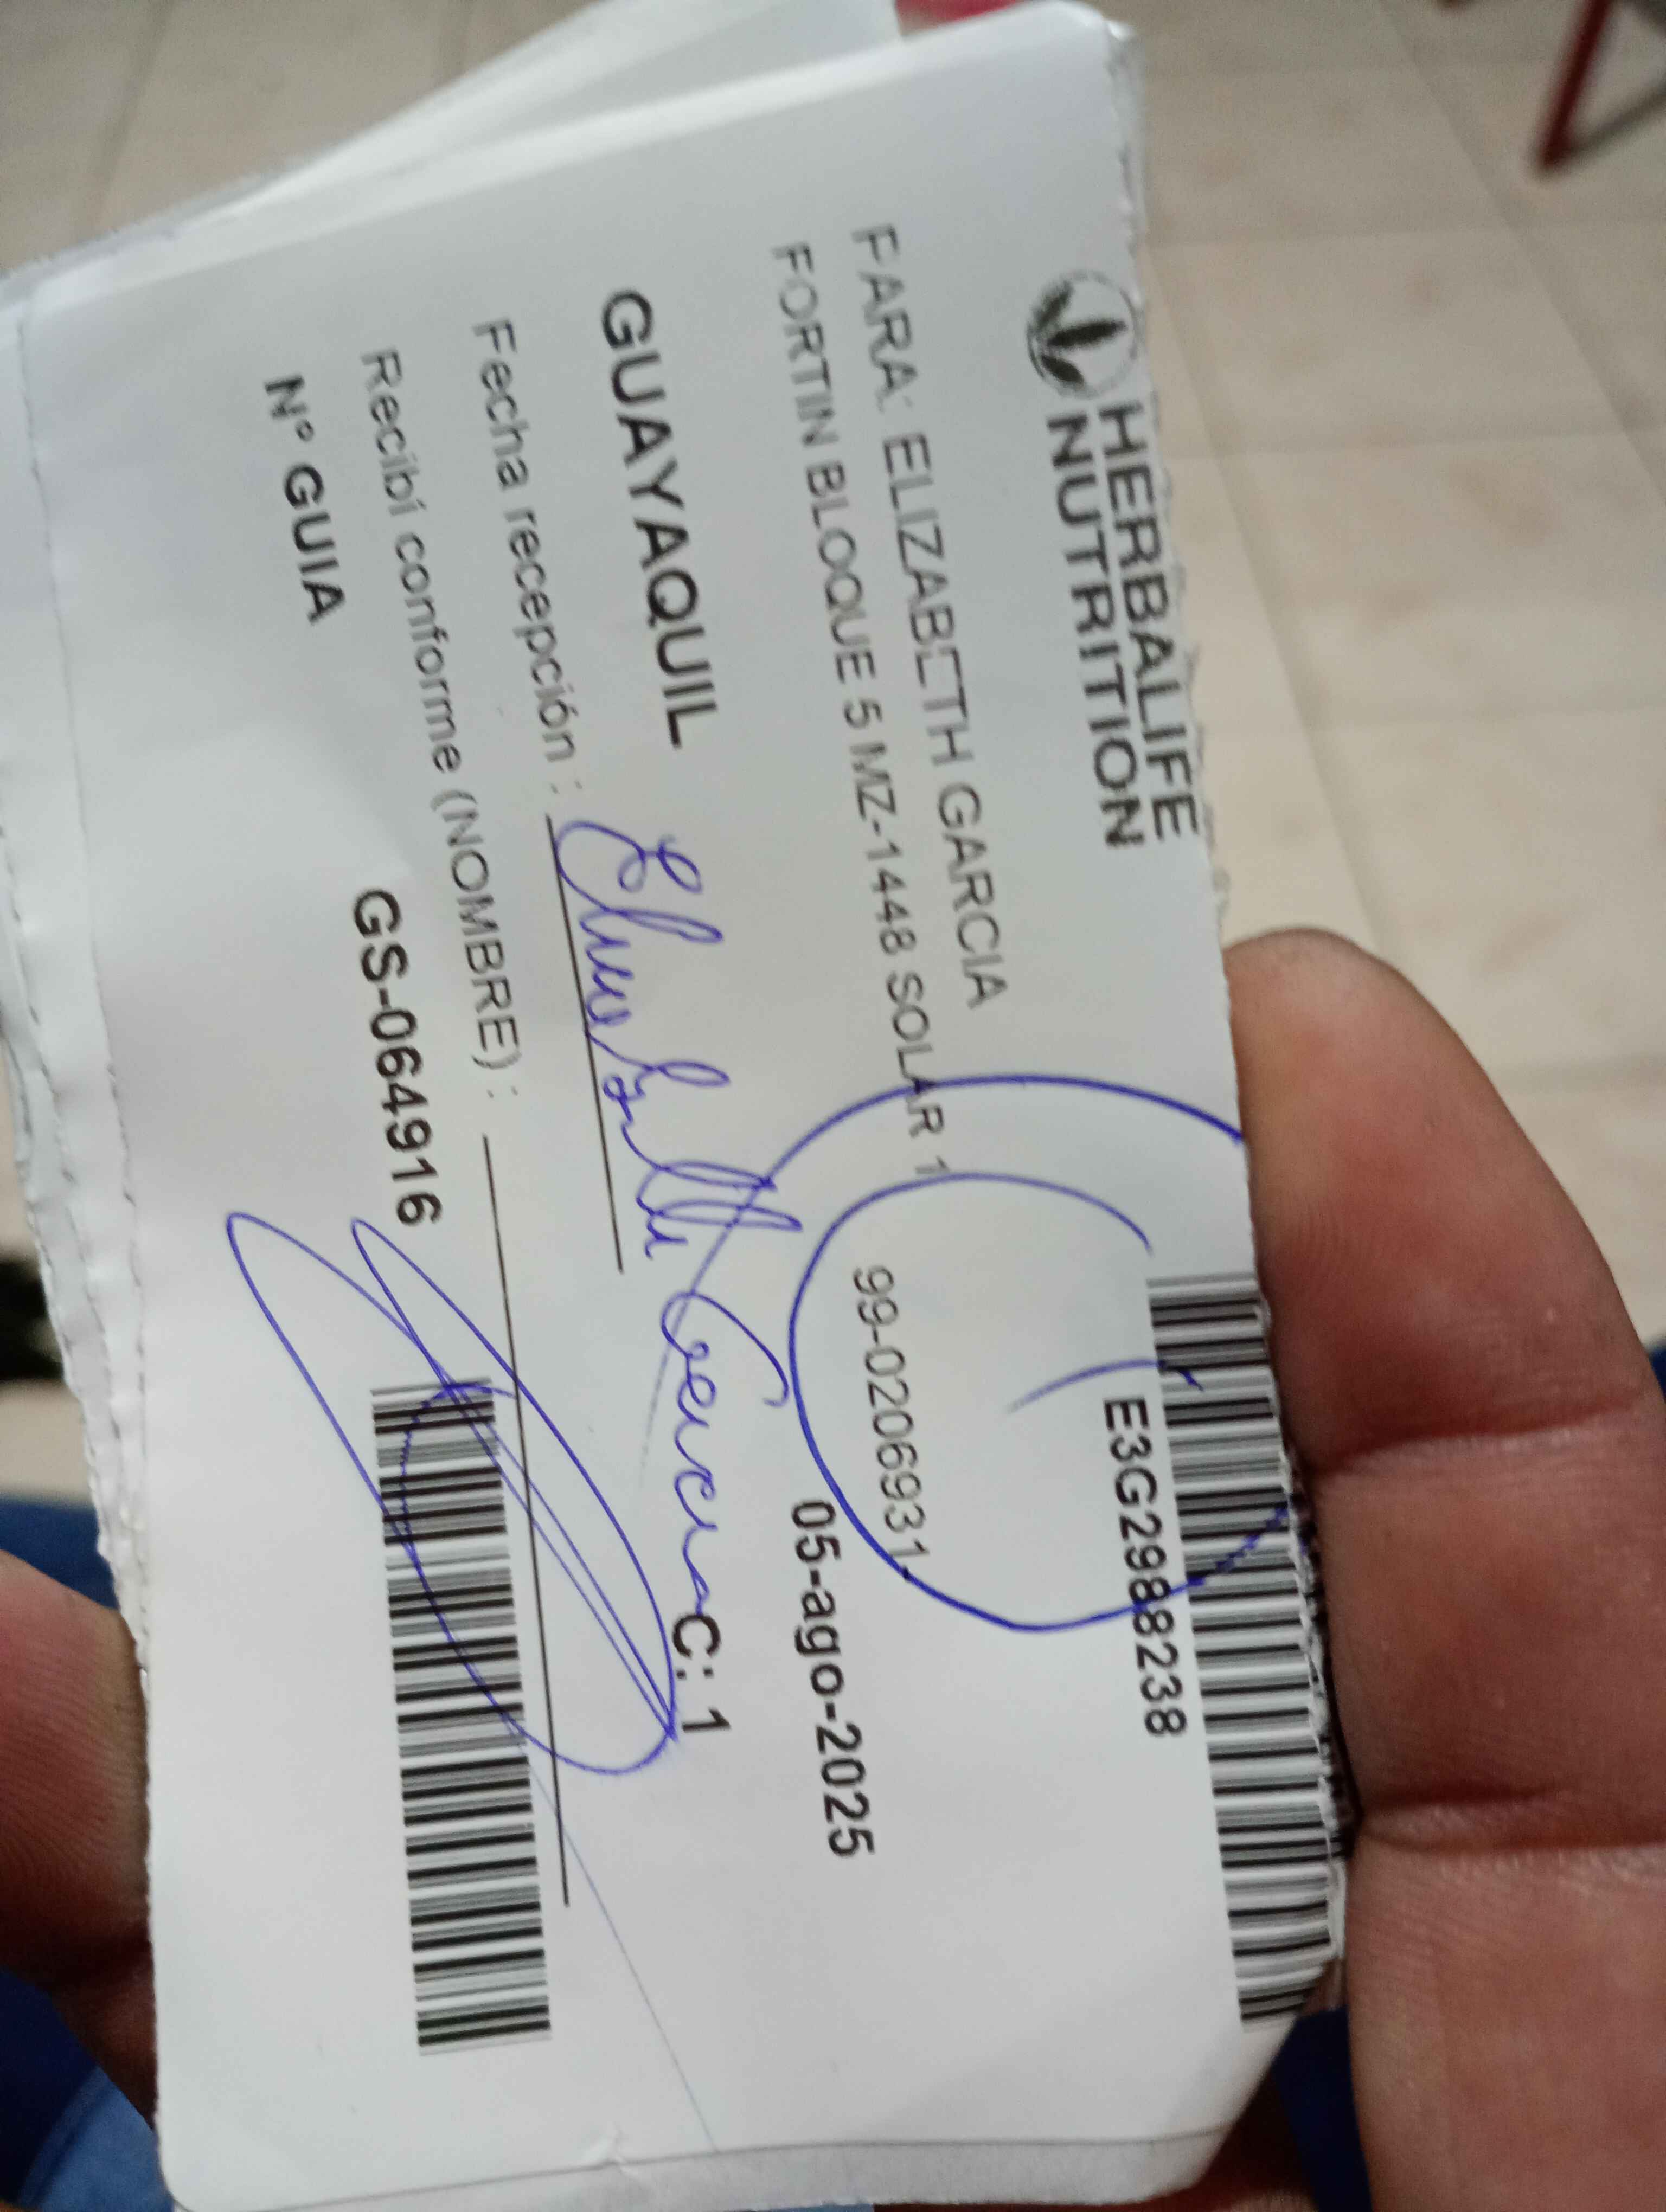 HERBALIFE
NUTRITION
E3G2988238
PARA: ELIZABETH GARCIA
FORTIN BLOQUE 5 MZ-1448 SOLAR 1
99-0206931
05-ago-2025
GUAYAQUIL
C: 1
Fecha recepción :
Recibí conforme (NOMBRE) :
N° GUIA
GS-064916